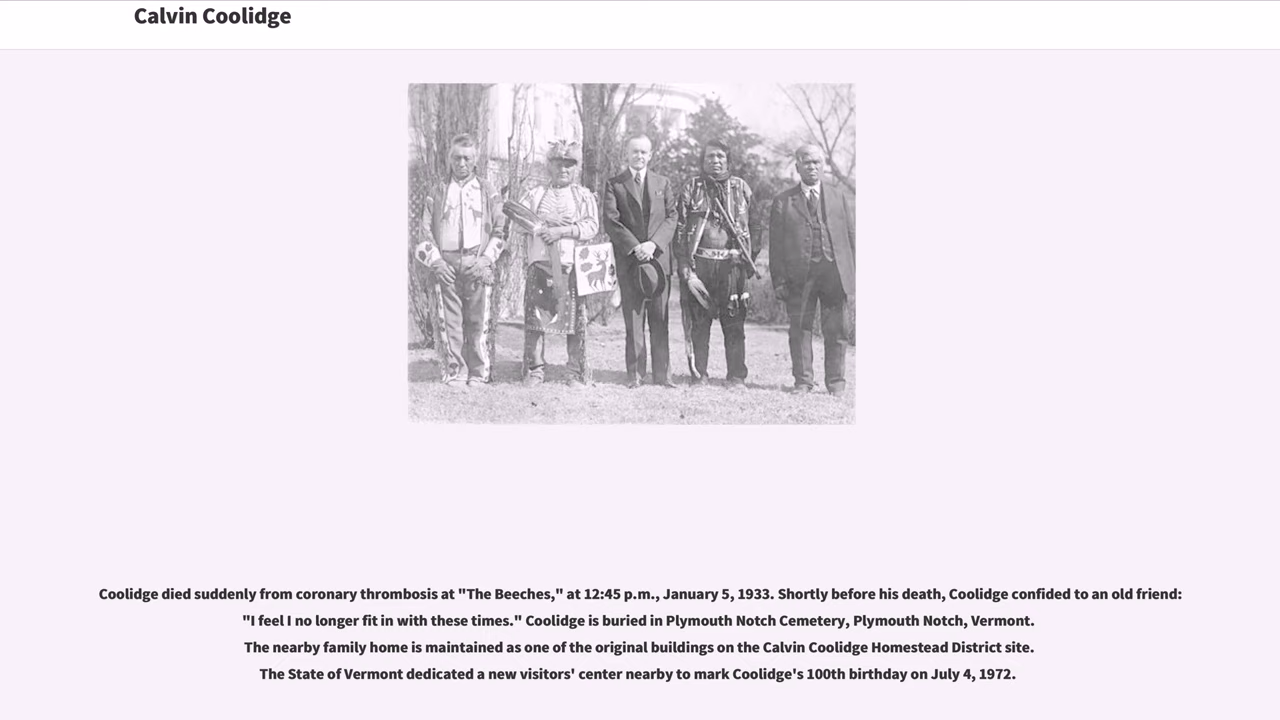 Calvin Coolidge
Coolidge died suddenly from coronary thrombosis at "The Beeches," at 12:45 p.m., January 5, 1933. Shortly before his death, Coolidge confided to an old friend:
"I feel I no longer fit in with these times." Coolidge is buried in Plymouth Notch Cemetery, Plymouth Notch, Vermont.
The nearby family home is maintained as one of the original buildings on the Calvin Coolidge Homestead District site.
The State of Vermont dedicated a new visitors' center nearby to mark Coolidge's 100th birthday on July 4, 1972.